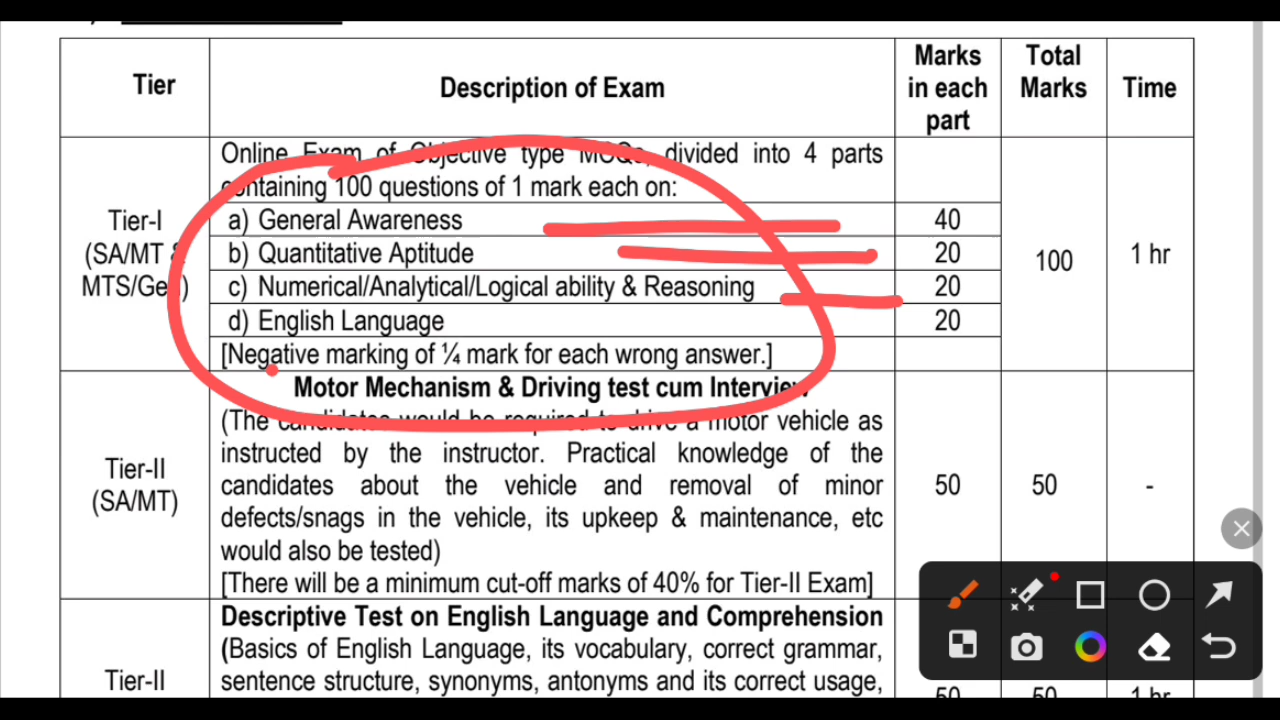 Tier
Description of Exam
Marks
in each
part
Total
Marks
Time
Tier-I
(SA/MT &
MTS/Gen)
Online Exam of Objective type MCQs, divided into 4 parts
containing 100 questions of 1 mark each on:
a) General Awareness
40
b) Quantitative Aptitude
20
c) Numerical/Analytical/Logical ability & Reasoning
20
d) English Language
20
[Negative marking of ¼ mark for each wrong answer.]
100
1 hr
Tier-II
(SA/MT)
Motor Mechanism & Driving test cum Interview
(The candidates would be required to drive a motor vehicle as
instructed by the instructor. Practical knowledge of the
candidates about the vehicle and removal of minor
defects/snags in the vehicle, its upkeep & maintenance, etc
would also be tested)
[There will be a minimum cut-off marks of 40% for Tier-II Exam]
50
50
-
Tier-II
Descriptive Test on English Language and Comprehension
(Basics of English Language, its vocabulary, correct grammar,
sentence structure, synonyms, antonyms and its correct usage,
50
50
1 hr